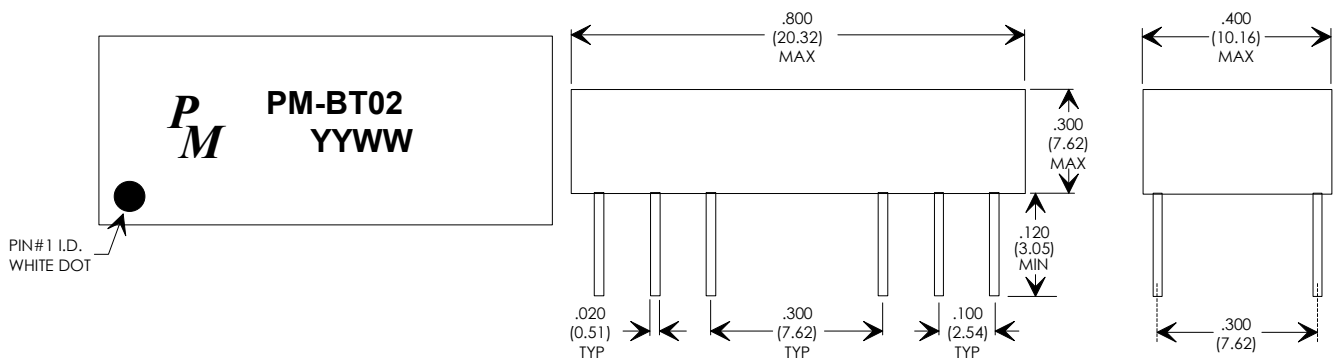 P
M
PM-BT02
YYWW
PIN#1 I.D.
WHITE DOT
.800
(20.32)
MAX
.300
(7.62)
MAX
.120
(3.05)
MIN
.020
(0.51)
TYP
.300
(7.62)
TYP
.100
(2.54)
TYP
.400
(10.16)
MAX
.300
(7.62)